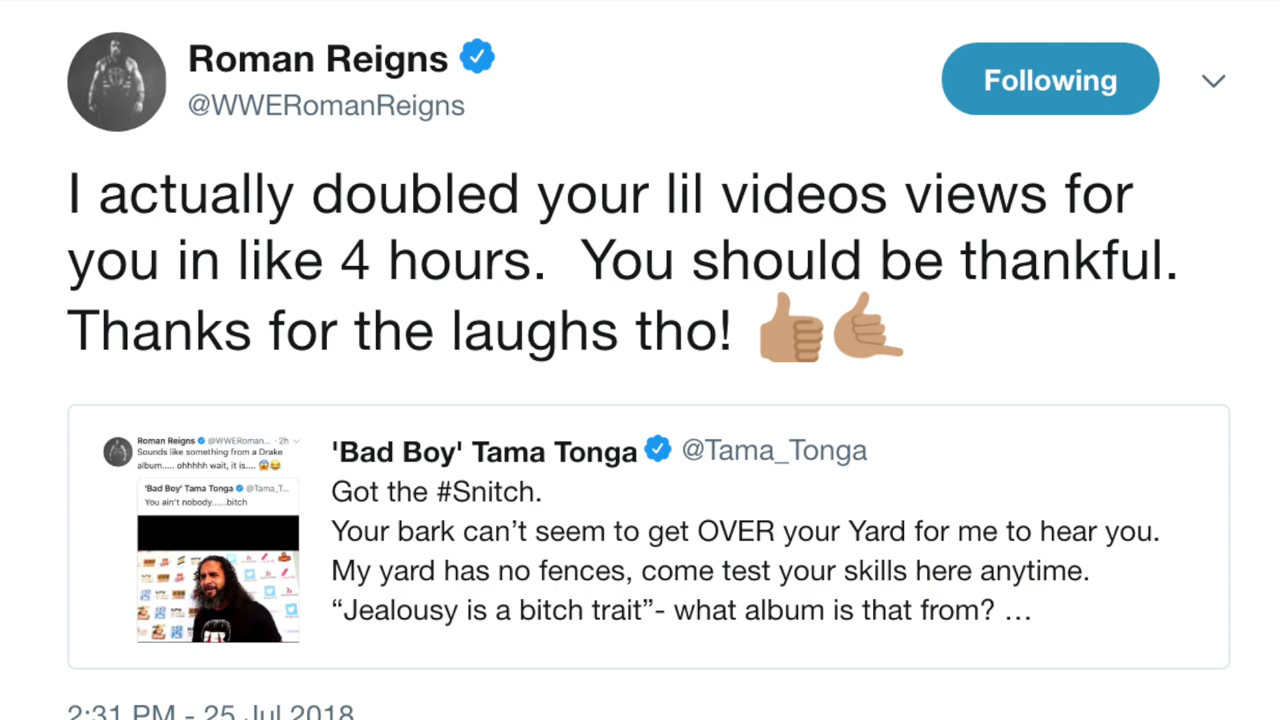 Roman Reigns
@WWERomanReigns
Following
I actually doubled your lil videos views for
you in like 4 hours.  You should be thankful.
Thanks for the laughs tho! 👍🏽🤙🏽
Roman Reigns @WWERoman... · 2h
Sounds like something from a Drake
album..... ohhhhh wait, it is.... 😱😂
'Bad Boy' Tama Tonga @Tama_T...
You ain't nobody......bitch
'Bad Boy' Tama Tonga @Tama_Tonga
Got the #Snitch.
Your bark can’t seem to get OVER your Yard for me to hear you.
My yard has no fences, come test your skills here anytime.
“Jealousy is a bitch trait”- what album is that from? …
2:31 PM - 25 Jul 2018